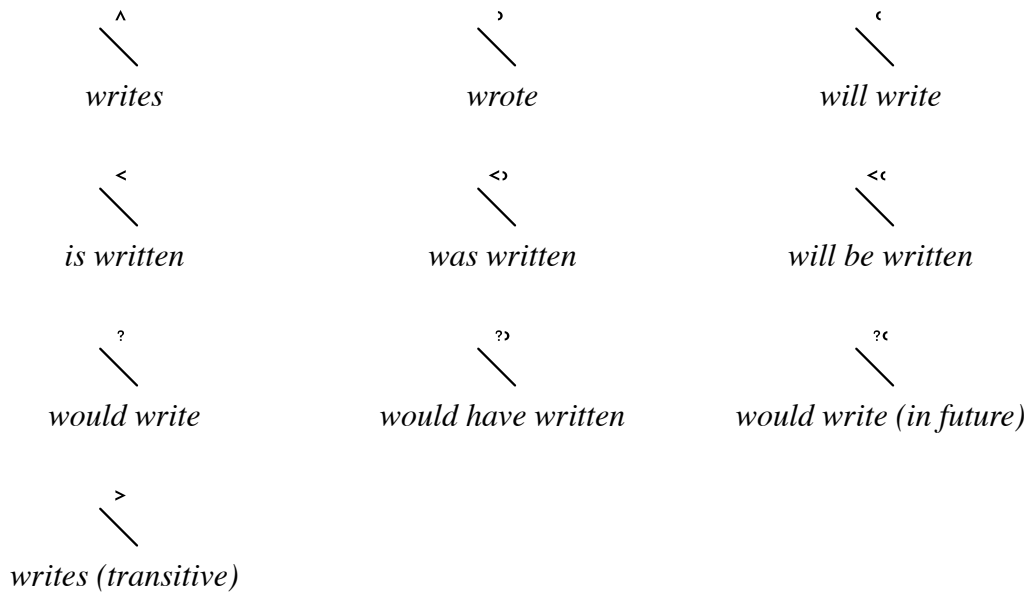 ^ ͻ ͼ
\ \ \
writes wrote will write
< <ͻ <ͼ
\ \ \
is written was written will be written
? ?ͻ ?ͼ
\ \ \
would write would have written would write (in future)
>
\
writes (transitive)